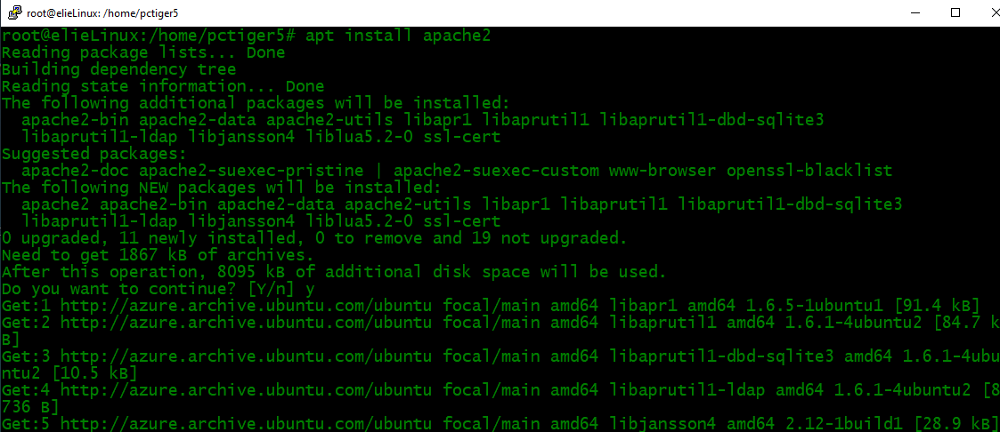 root@elieLinux: /home/pctiger5
root@elieLinux:/home/pctiger5# apt install apache2
Reading package lists... Done
Building dependency tree
Reading state information... Done
The following additional packages will be installed:
  apache2-bin apache2-data apache2-utils libapr1 libaprutil1 libaprutil1-dbd-sqlite3
  libaprutil1-ldap libjansson4 liblua5.2-0 ssl-cert
Suggested packages:
  apache2-doc apache2-suexec-pristine | apache2-suexec-custom www-browser openssl-blacklist
The following NEW packages will be installed:
  apache2 apache2-bin apache2-data apache2-utils libapr1 libaprutil1 libaprutil1-dbd-sqlite3
  libaprutil1-ldap libjansson4 liblua5.2-0 ssl-cert
0 upgraded, 11 newly installed, 0 to remove and 19 not upgraded.
Need to get 1867 kB of archives.
After this operation, 8095 kB of additional disk space will be used.
Do you want to continue? [Y/n] y
Get:1 http://azure.archive.ubuntu.com/ubuntu focal/main amd64 libapr1 amd64 1.6.5-1ubuntu1 [91.4 kB]
Get:2 http://azure.archive.ubuntu.com/ubuntu focal/main amd64 libaprutil1 amd64 1.6.1-4ubuntu2 [84.7 k
B]
Get:3 http://azure.archive.ubuntu.com/ubuntu focal/main amd64 libaprutil1-dbd-sqlite3 amd64 1.6.1-4ubu
ntu2 [10.5 kB]
Get:4 http://azure.archive.ubuntu.com/ubuntu focal/main amd64 libaprutil1-ldap amd64 1.6.1-4ubuntu2 [8
736 B]
Get:5 http://azure.archive.ubuntu.com/ubuntu focal/main amd64 libjansson4 amd64 2.12-1build1 [28.9 kB]